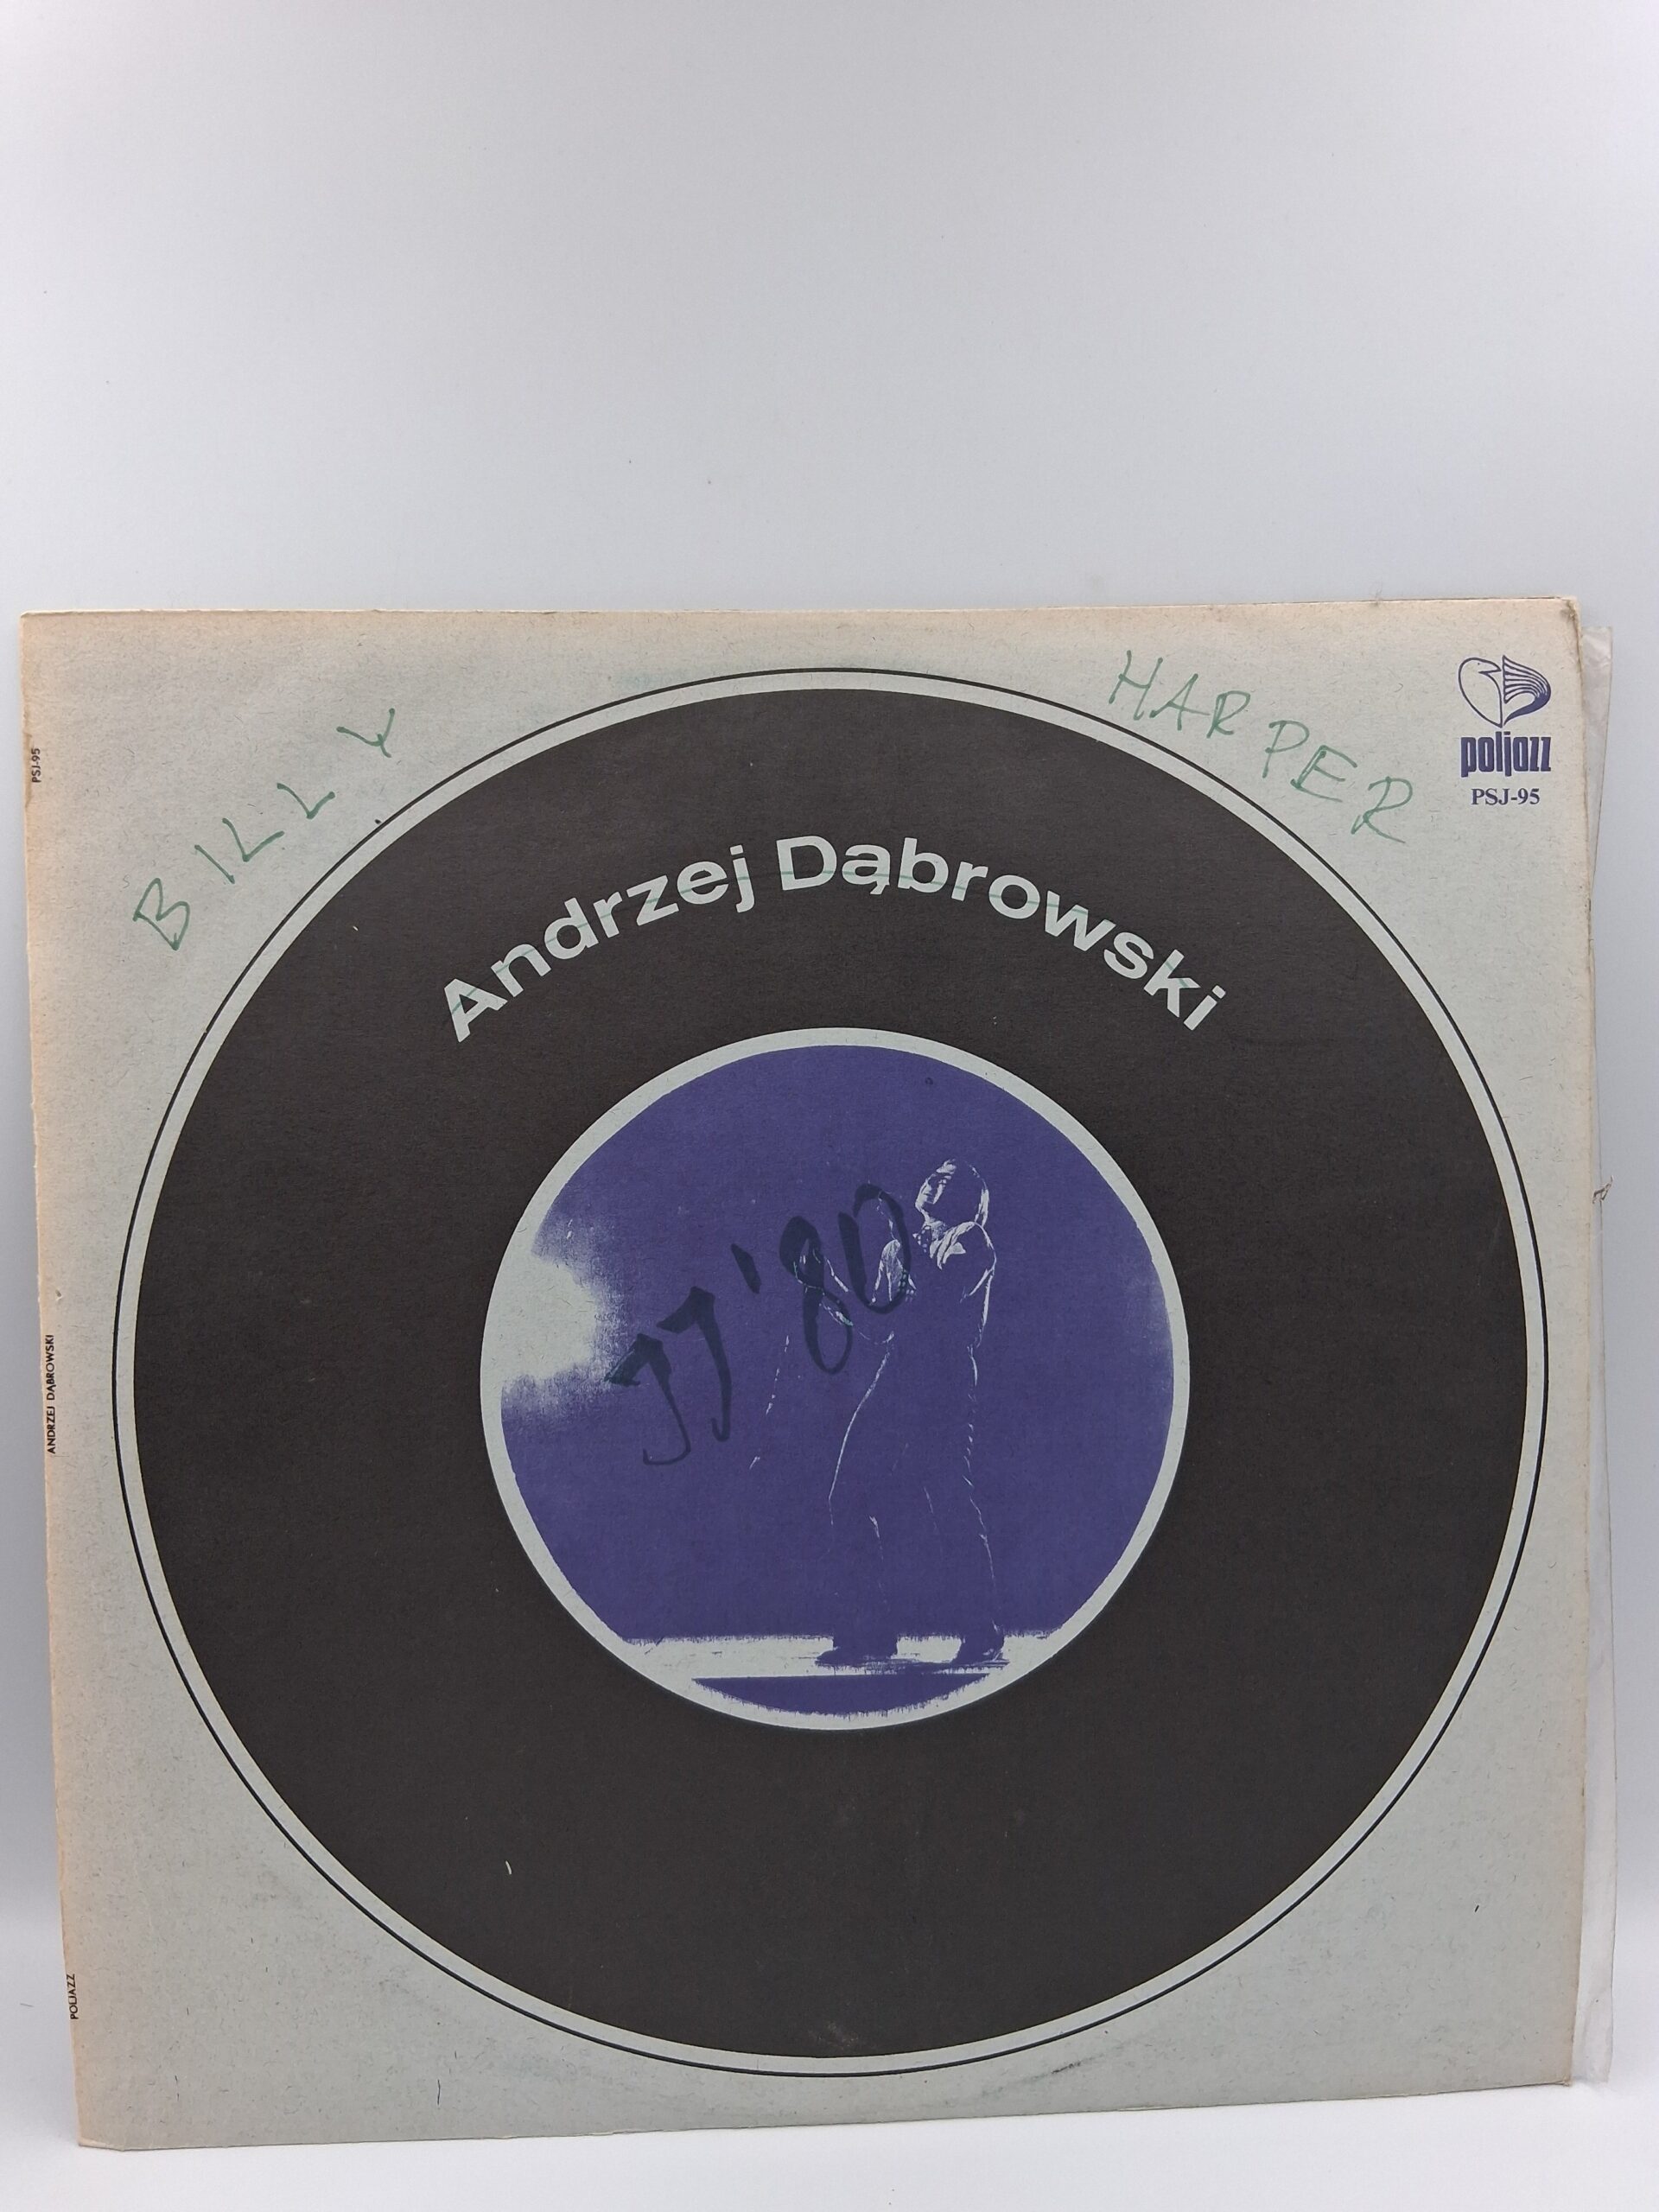 BILLY HARPER
poljazz
PSJ-95
Andrzej Dąbrowski
JJ '80
PSJ-95
ANDRZEJ DĄBROWSKI
POLJAZZ